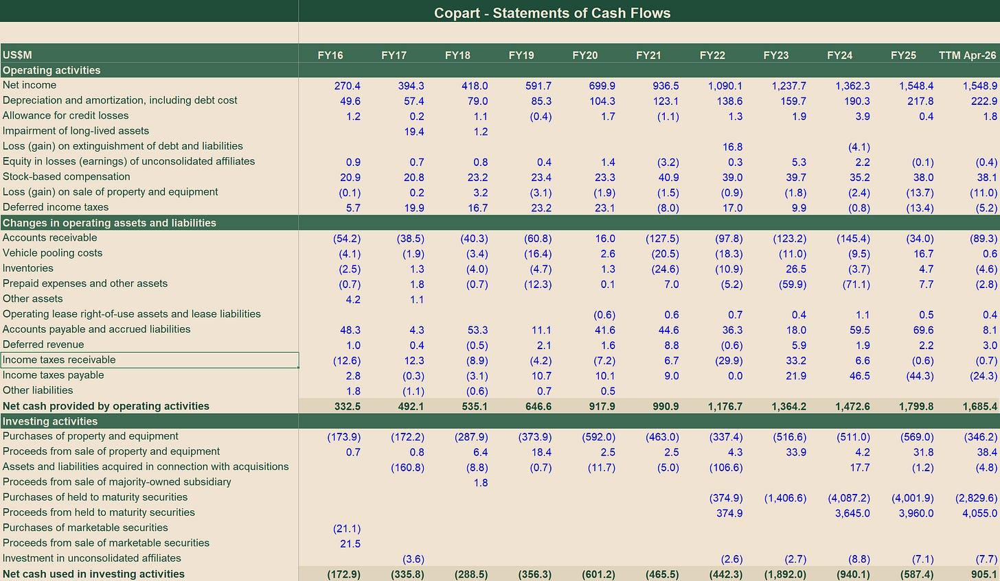 Copart - Statements of Cash Flows
US$M FY16 FY17 FY18 FY19 FY20 FY21 FY22 FY23 FY24 FY25 TTM Apr-26
Operating activities
Net income 270.4 394.3 418.0 591.7 699.9 936.5 1,090.1 1,237.7 1,362.3 1,548.4 1,548.9
Depreciation and amortization, including debt cost 49.6 57.4 79.0 85.3 104.3 123.1 138.6 159.7 190.3 217.8 222.9
Allowance for credit losses 1.2 0.2 1.1 (0.4) 1.7 (1.1) 1.3 1.9 3.9 0.4 1.8
Impairment of long-lived assets 19.4 1.2
Loss (gain) on extinguishment of debt and liabilities 16.8 (4.1)
Equity in losses (earnings) of unconsolidated affiliates 0.9 0.7 0.8 0.4 1.4 (3.2) 0.3 5.3 2.2 (0.1) (0.4)
Stock-based compensation 20.9 20.8 23.2 23.4 23.3 40.9 39.0 39.7 35.2 38.0 38.1
Loss (gain) on sale of property and equipment (0.1) 0.2 3.2 (3.1) (1.9) (1.5) (0.9) (1.8) (2.4) (13.7) (11.0)
Deferred income taxes 5.7 19.9 16.7 23.2 23.1 (8.0) 17.0 9.9 (0.8) (13.4) (5.2)
Changes in operating assets and liabilities
Accounts receivable (54.2) (38.5) (40.3) (60.8) 16.0 (127.5) (97.8) (123.2) (145.4) (34.0) (89.3)
Vehicle pooling costs (4.1) (1.9) (3.4) (16.4) 2.6 (20.5) (18.3) (11.0) (9.5) 16.7 0.6
Inventories (2.5) 1.3 (4.0) (4.7) 1.3 (24.6) (10.9) 26.5 (3.7) 4.7 (4.6)
Prepaid expenses and other assets (0.7) 1.8 (0.7) (12.3) 0.1 7.0 (5.2) (59.9) (71.1) 7.7 (2.8)
Other assets 4.2 1.1
Operating lease right-of-use assets and lease liabilities (0.6) 0.6 0.7 0.4 1.1 0.5 0.4
Accounts payable and accrued liabilities 48.3 4.3 53.3 11.1 41.6 44.6 36.3 18.0 59.5 69.6 8.1
Deferred revenue 1.0 0.4 (0.5) 2.1 1.6 8.8 (0.6) 5.9 1.9 2.2 3.0
Income taxes receivable (12.6) 12.3 (8.9) (4.2) (7.2) 6.7 (29.9) 33.2 6.6 (0.6) (0.7)
Income taxes payable 2.8 (0.3) (3.1) 10.7 10.1 9.0 0.0 21.9 46.5 (44.3) (24.3)
Other liabilities 1.8 (1.1) (0.6) 0.7 0.5
Net cash provided by operating activities 332.5 492.1 535.1 646.6 917.9 990.9 1,176.7 1,364.2 1,472.6 1,799.8 1,685.4
Investing activities
Purchases of property and equipment (173.9) (172.2) (287.9) (373.9) (592.0) (463.0) (337.4) (516.6) (511.0) (569.0) (346.2)
Proceeds from sale of property and equipment 0.7 0.8 6.4 18.4 2.5 2.5 4.3 33.9 4.2 31.8 38.4
Assets and liabilities acquired in connection with acquisitions (160.8) (8.8) (0.7) (11.7) (5.0) (106.6) 17.7 (1.2) (4.8)
Proceeds from sale of majority-owned subsidiary 1.8
Purchases of held to maturity securities (374.9) (1,406.6) (4,087.2) (4,001.9) (2,829.6)
Proceeds from held to maturity securities 374.9 3,645.0 3,960.0 4,055.0
Purchases of marketable securities (21.1)
Proceeds from sale of marketable securities 21.5
Investment in unconsolidated affiliates (3.6) (2.6) (2.7) (8.8) (7.1) (7.7)
Net cash used in investing activities (172.9) (335.8) (288.5) (356.3) (601.2) (465.5) (442.3) (1,892.0) (940.1) (587.4) 905.1